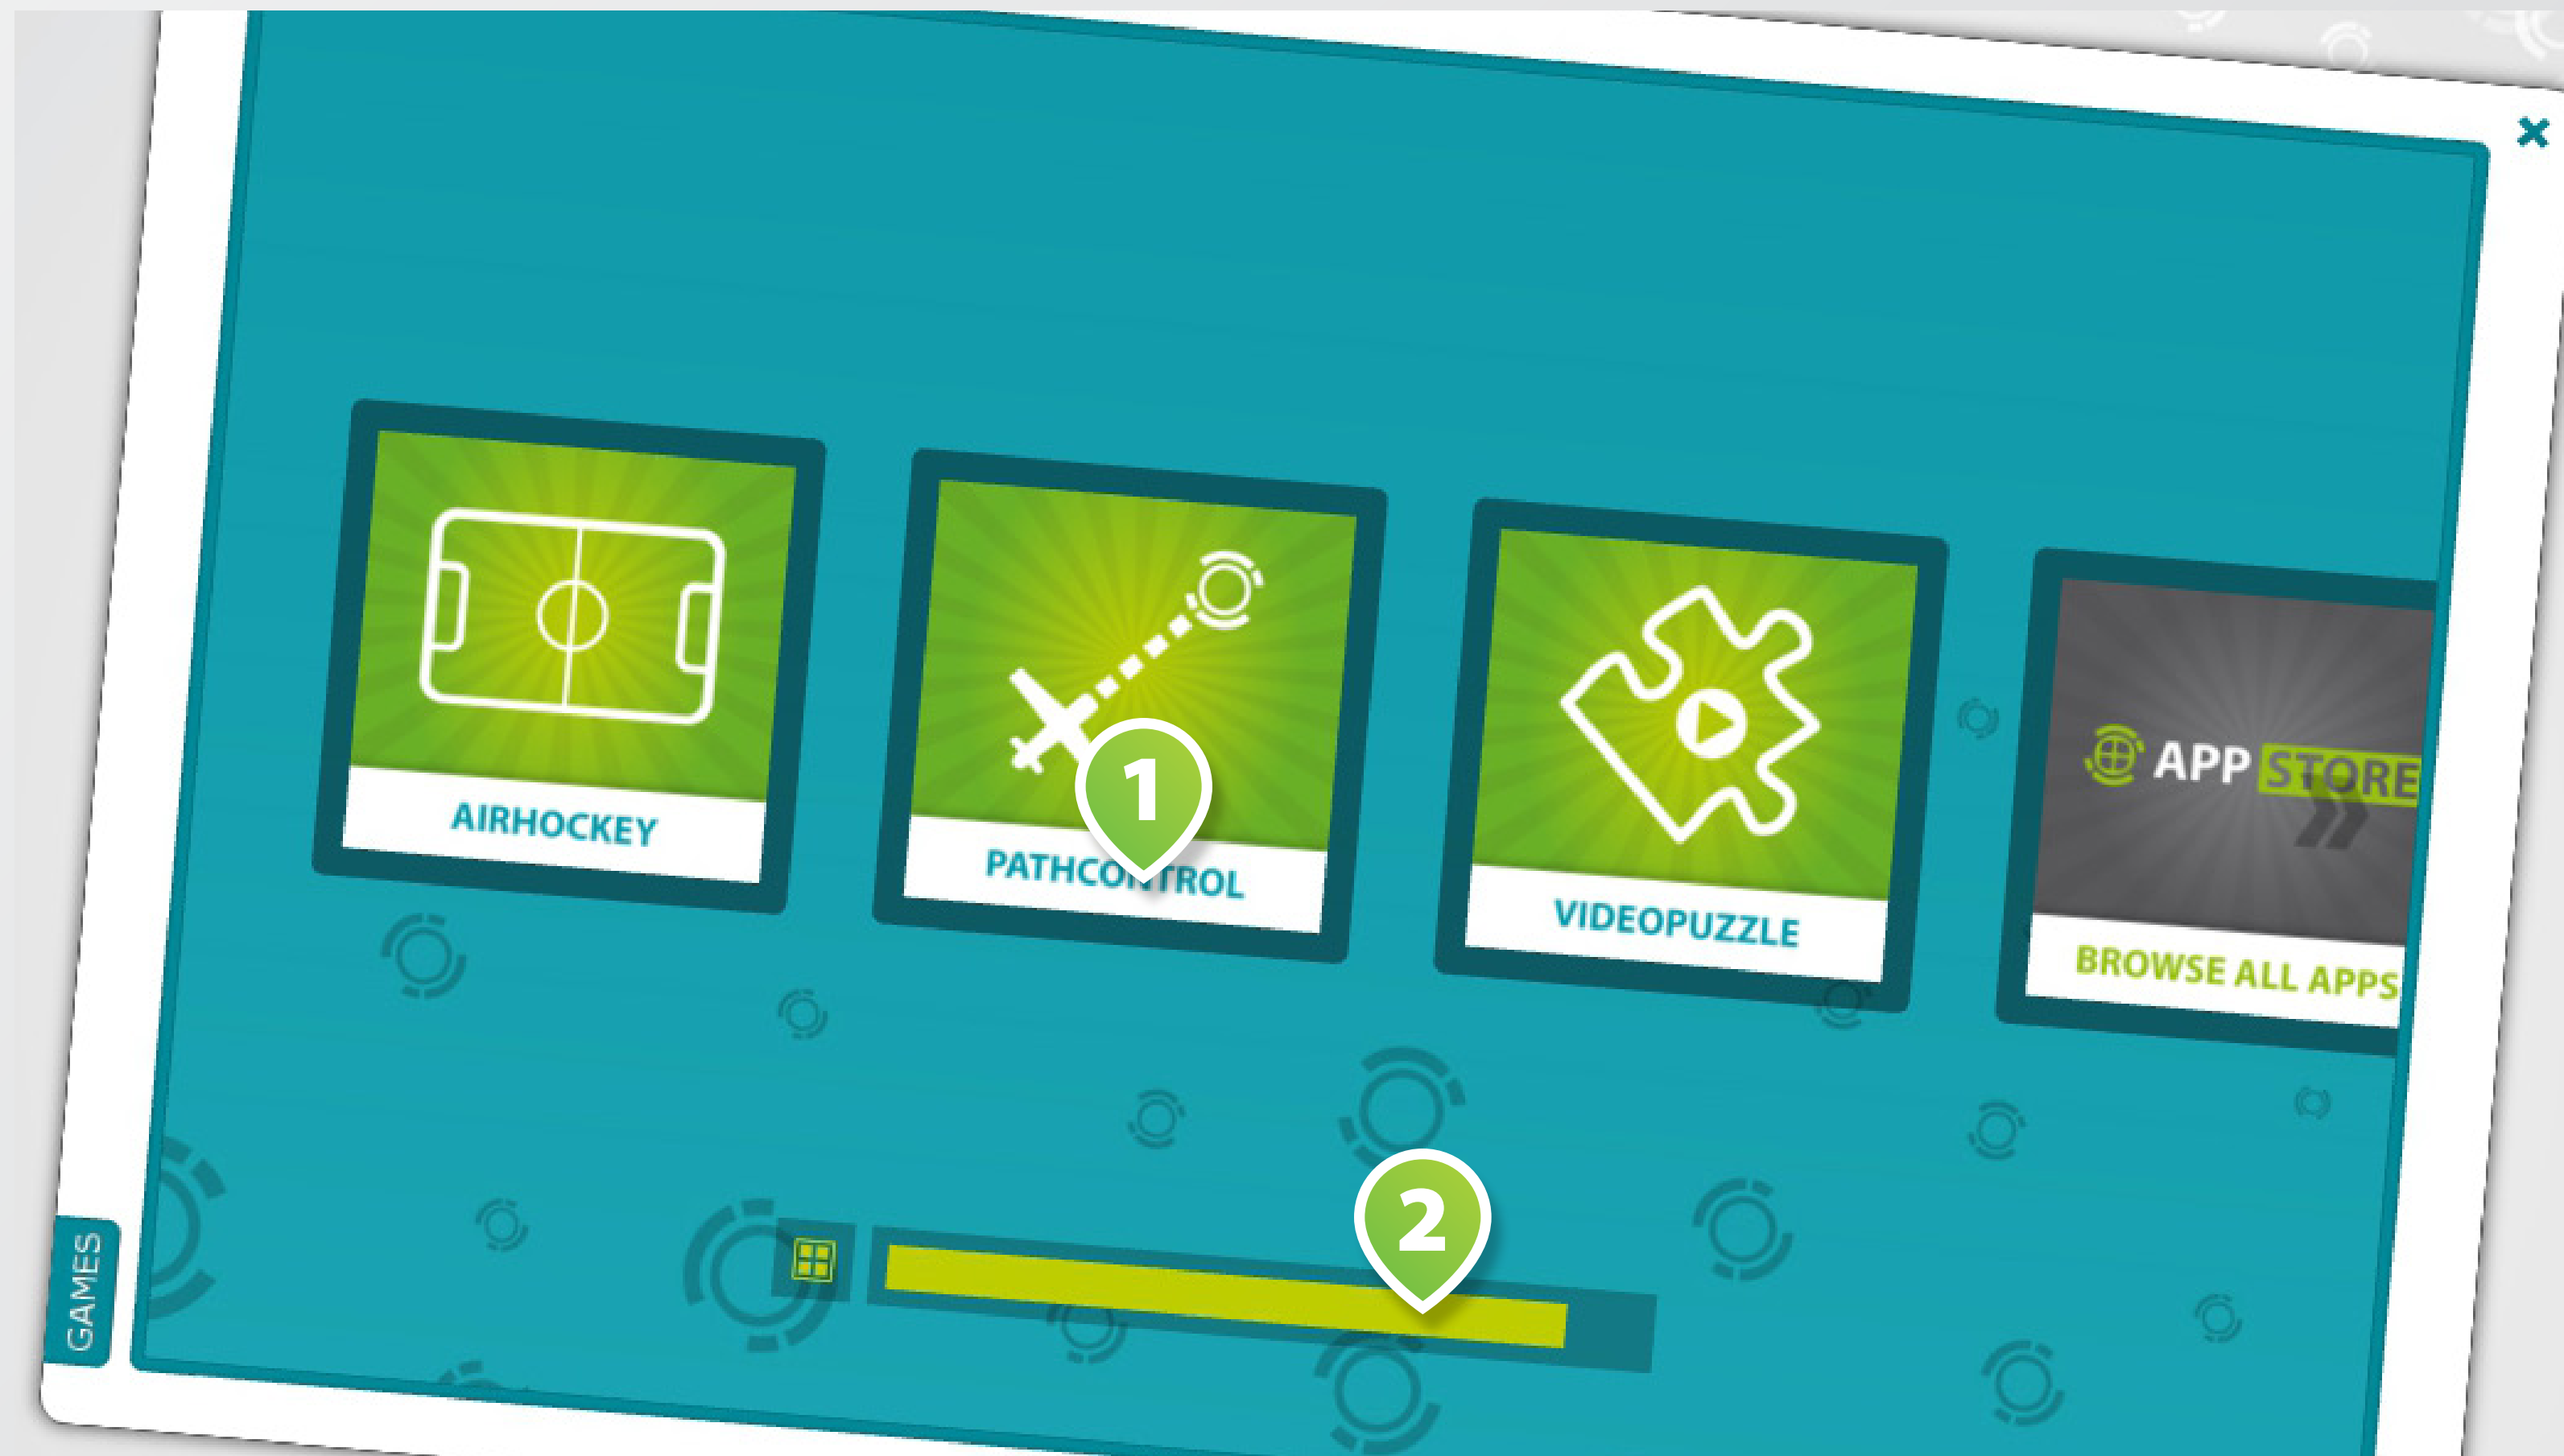 AIRHOCKEY
PATHCONTROL
VIDEOPUZZLE
APP STORE
BROWSE ALL APPS
1
2
GAMES